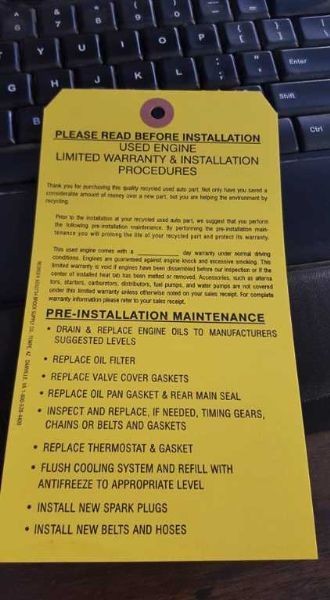 PLEASE READ BEFORE INSTALLATION
USED ENGINE
LIMITED WARRANTY & INSTALLATION
PROCEDURES
Thank you for purchasing this quality recycled used auto part. Not only have you saved a
considerable amount of money over a new part, but you are helping the environment by
recycling.
Prior to the installation of your recycled used auto part, we suggest that you perform
the following pre-installation maintenance. By performing the pre-installation main-
tenance you will prolong the life of your recycled part and protect its warranty.
This used engine comes with a day warranty under normal driving
conditions. Engines are guaranteed against engine knock and excessive smoking. This
limited warranty is void if engines have been disassembled before our inspection or if the
center of installed heat tab has been melted or removed. Accessories, such as alterna-
tors, starters, carburetors, distributors, fuel pumps, and water pumps are not covered
under this limited warranty unless otherwise noted on your sales receipt. For complete
warranty information please refer to your sales receipt.
PRE-INSTALLATION MAINTENANCE
• DRAIN & REPLACE ENGINE OILS TO MANUFACTURERS
SUGGESTED LEVELS
• REPLACE OIL FILTER
• REPLACE VALVE COVER GASKETS
• REPLACE OIL PAN GASKET & REAR MAIN SEAL
• INSPECT AND REPLACE, IF NEEDED, TIMING GEARS,
CHAINS OR BELTS AND GASKETS
• REPLACE THERMOSTAT & GASKET
• FLUSH COOLING SYSTEM AND REFILL WITH
ANTIFREEZE TO APPROPRIATE LEVEL
• INSTALL NEW SPARK PLUGS
• INSTALL NEW BELTS AND HOSES
6
7
8
9
Y
U
I
O
P
G
H
J
K
L
B
N
M
Enter
Shift
Ctrl